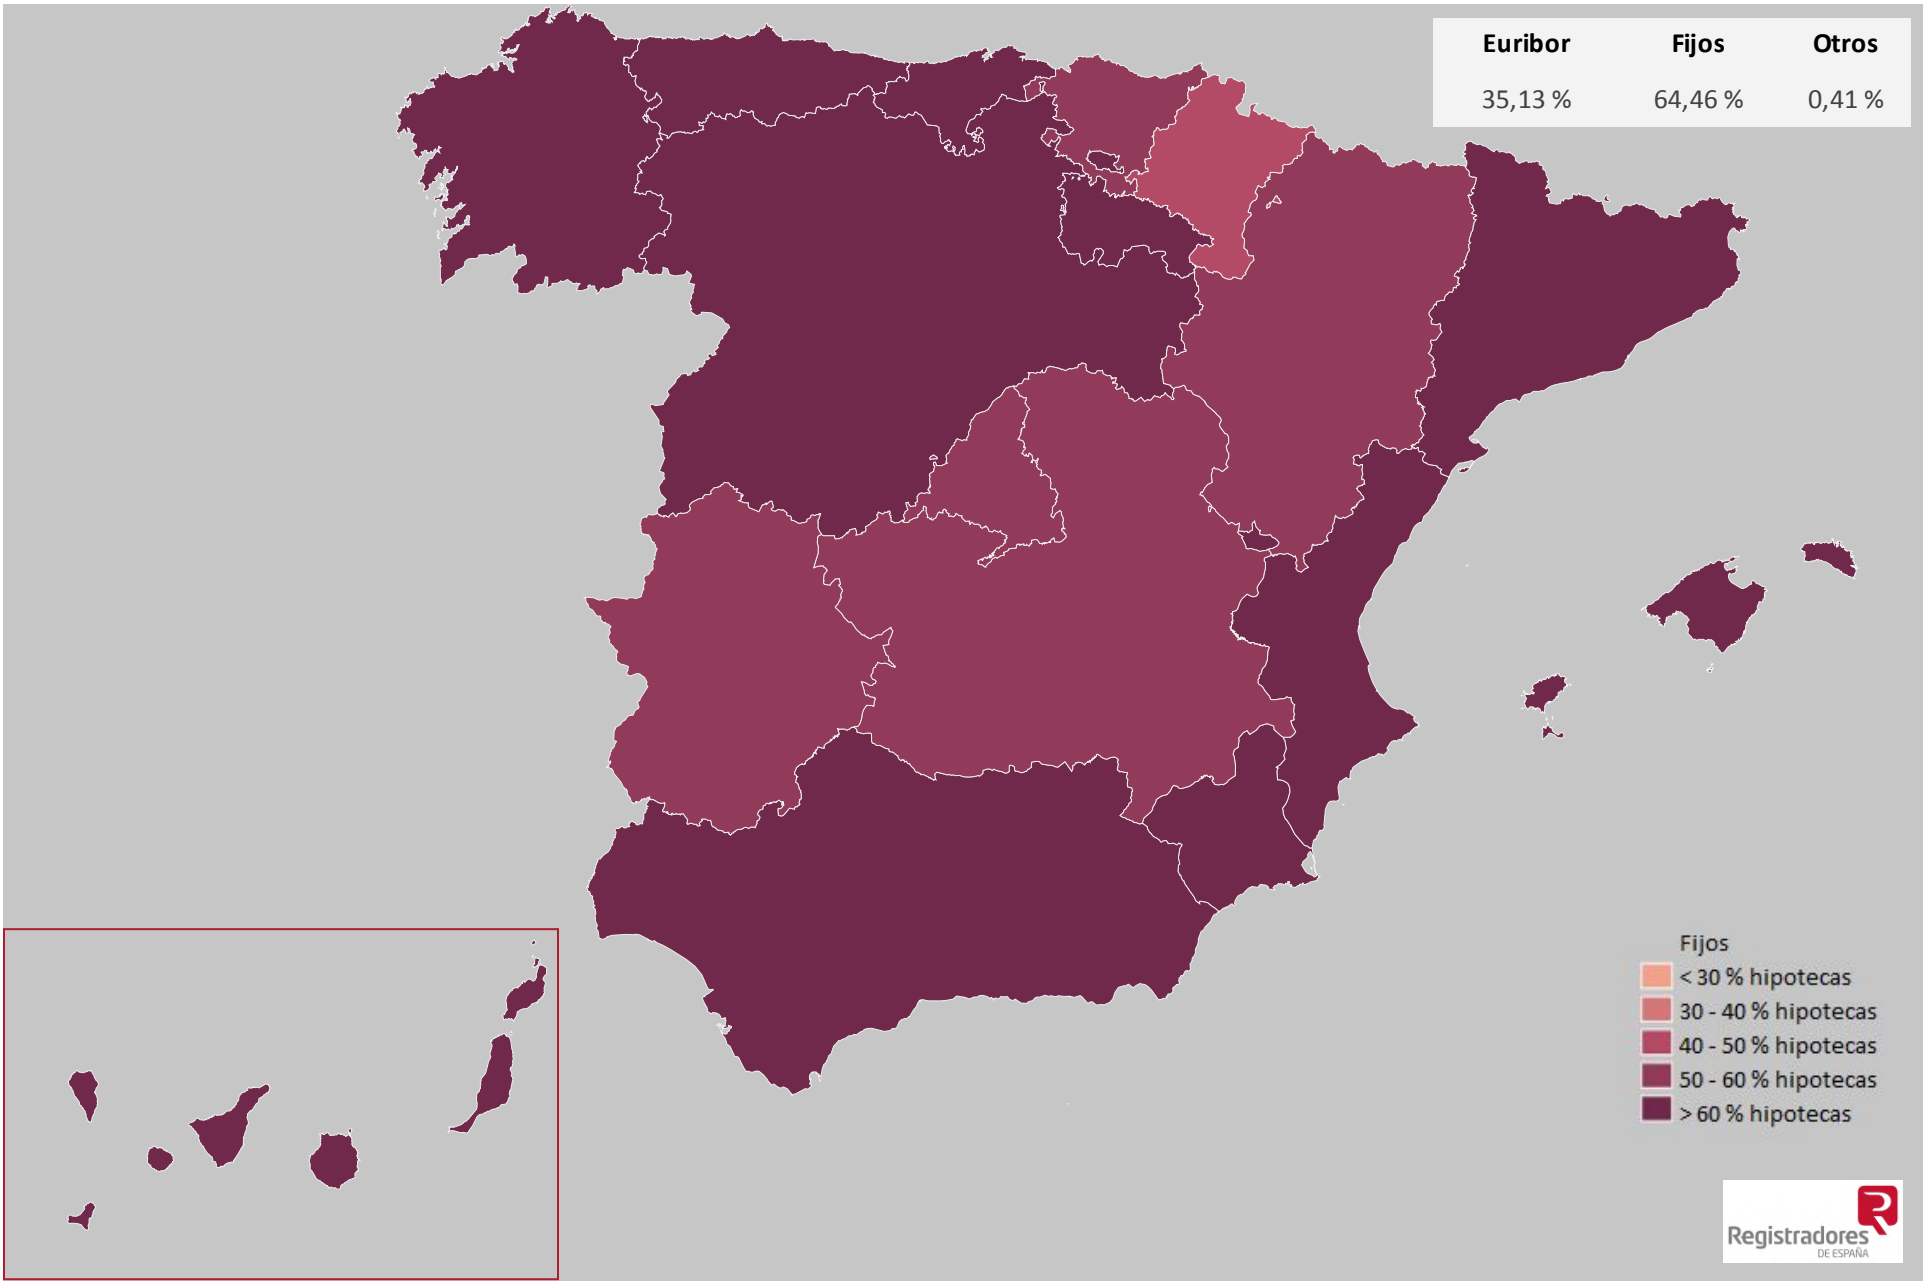 Euribor Fijos Otros
35,13 % 64,46 % 0,41 %
Fijos
< 30 % hipotecas
30 - 40 % hipotecas
40 - 50 % hipotecas
50 - 60 % hipotecas
> 60 % hipotecas
Registradores
DE ESPAÑA